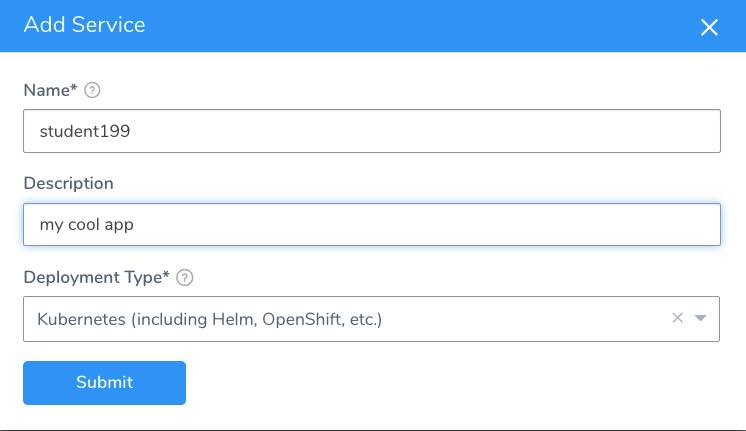 Add Service
Name*
student199
Description
my cool app
Deployment Type*
Kubernetes (including Helm, OpenShift, etc.)
Submit